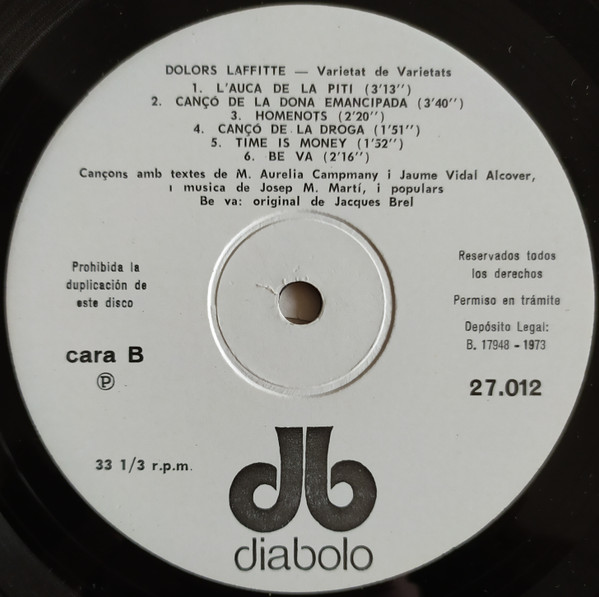 DOLORS LAFFITTE — Varietat de Varietats
1. L'AUCA DE LA PITI (3'13'')
2. CANÇÓ DE LA DONA EMANCIPADA (3'40'')
3. HOMENOTS (2'20'')
4. CANÇÓ DE LA DROGA (1'51'')
5. TIME IS MONEY (1'52'')
6. BE VA (2'16'')
Cançons amb textes de M. Aurelia Campmany i Jaume Vidal Alcover,
i musica de Josep M. Martí, i populars
Be va: original de Jacques Brel
Prohibida la
duplicación de
este disco
cara B
Ⓟ
33 1/3 r.p.m.
Reservados todos
los derechos
Permiso en trámite
Depósito Legal:
B. 17948 - 1973
27.012
db
diabolo